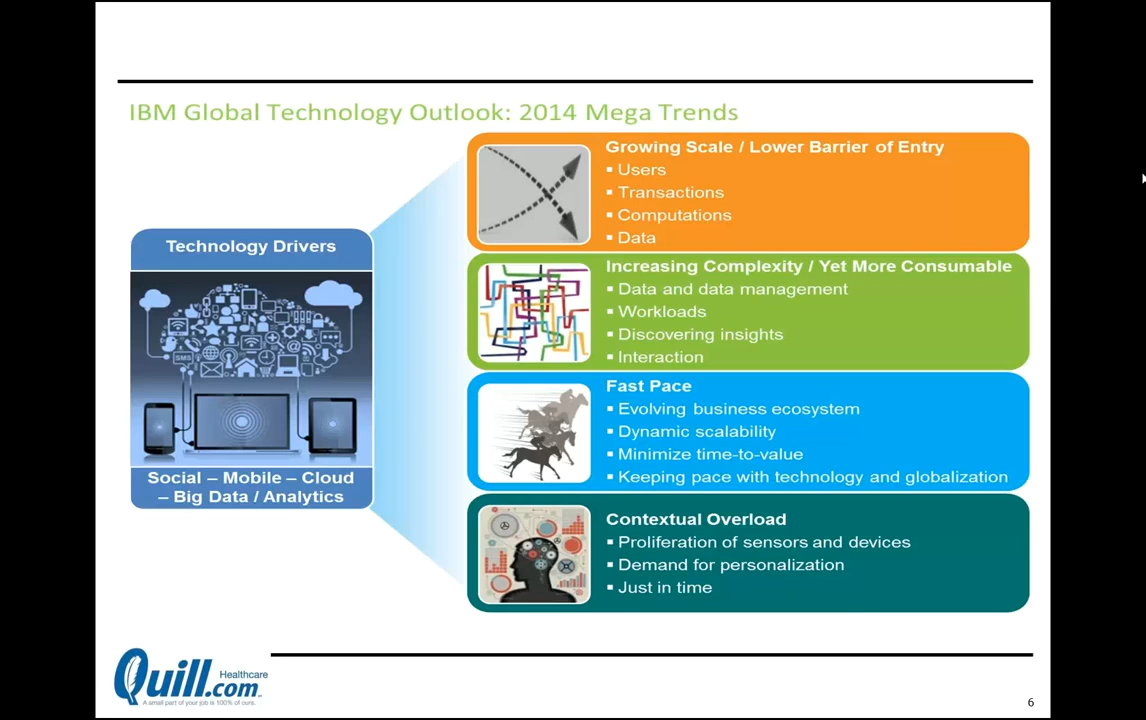 IBM Global Technology Outlook: 2014 Mega Trends
Technology Drivers
SMS
Social – Mobile – Cloud
– Big Data / Analytics
Growing Scale / Lower Barrier of Entry
▪ Users
▪ Transactions
▪ Computations
▪ Data
Increasing Complexity / Yet More Consumable
▪ Data and data management
▪ Workloads
▪ Discovering insights
▪ Interaction
Fast Pace
▪ Evolving business ecosystem
▪ Dynamic scalability
▪ Minimize time-to-value
▪ Keeping pace with technology and globalization
Contextual Overload
▪ Proliferation of sensors and devices
▪ Demand for personalization
▪ Just in time
Healthcare
Quill.com
A small part of your job is 100% of ours.
6